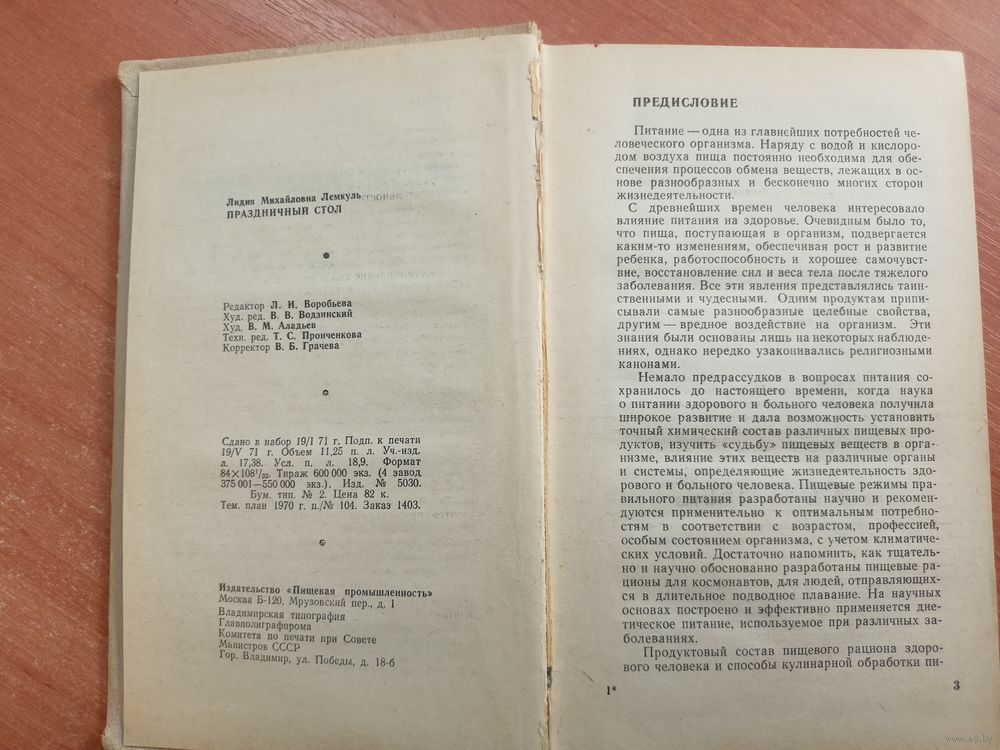 Лидия Михайловна Лемкуль
ПРАЗДНИЧНЫЙ СТОЛ
Редактор Л. И. Воробьева
Худ. ред. В. В. Водзинский
Худ. В. М. Аладьев
Техн. ред. Т. С. Пронченкова
Корректор В. Б. Грачева
Сдано в набор 19/I 71 г. Подп. к печати
19/V 71 г. Объем 11,25 п. л. Уч.-изд.
л. 17,38. Усл. п. л. 18,9. Формат
84×108¹/₃₂. Тираж 600 000 экз. (4 завод
375 001—550 000 экз.). Изд. № 5030.
Бум. тип. № 2. Цена 82 к.
Тем. план 1970 г. п./№ 104. Заказ 1403.
Издательство «Пищевая промышленность»
Москва Б-120, Мрузовский пер., д. 1
Владимирская типография
Главполиграфпрома
Комитета по печати при Совете
Министров СССР
Гор. Владимир, ул. Победы, д. 18-б
ПРЕДИСЛОВИЕ
Питание — одна из главнейших потребностей че-
ловеческого организма. Наряду с водой и кислоро-
дом воздуха пища постоянно необходима для обе-
спечения процессов обмена веществ, лежащих в ос-
нове разнообразных и бесконечно многих сторон
жизнедеятельности.
С древнейших времен человека интересовало
влияние питания на здоровье. Очевидным было то,
что пища, поступающая в организм, подвергается
каким-то изменениям, обеспечивая рост и развитие
ребенка, работоспособность и хорошее самочувст-
вие, восстановление сил и веса тела после тяжелого
заболевания. Все эти явления представлялись таин-
ственными и чудесными. Одним продуктам припи-
сывали самые разнообразные целебные свойства,
другим — вредное воздействие на организм. Эти
знания были основаны лишь на некоторых наблюде-
ниях, однако нередко узаконивались религиозными
канонами.
Немало предрассудков в вопросах питания со-
хранилось до настоящего времени, когда наука
о питании здорового и больного человека получила
широкое развитие и дала возможность установить
точный химический состав различных пищевых про-
дуктов, изучить «судьбу» пищевых веществ в орга-
низме, влияние этих веществ на различные органы
и системы, определяющие жизнедеятельность здо-
рового и больного человека. Пищевые режимы пра-
вильного питания разработаны научно и рекомен-
дуются применительно к оптимальным потребно-
стям в соответствии с возрастом, профессией,
особым состоянием организма, с учетом климатиче-
ских условий. Достаточно напомнить, как тщатель-
но и научно обоснованно разработаны пищевые ра-
ционы для космонавтов, для людей, отправляющих-
ся в длительное подводное плавание. На научных
основах построено и эффективно применяется дие-
тическое питание, используемое при различных за-
болеваниях.
Продуктовый состав пищевого рациона здоро-
вого человека и способы кулинарной обработки пи-
1*
3
www.ay.by